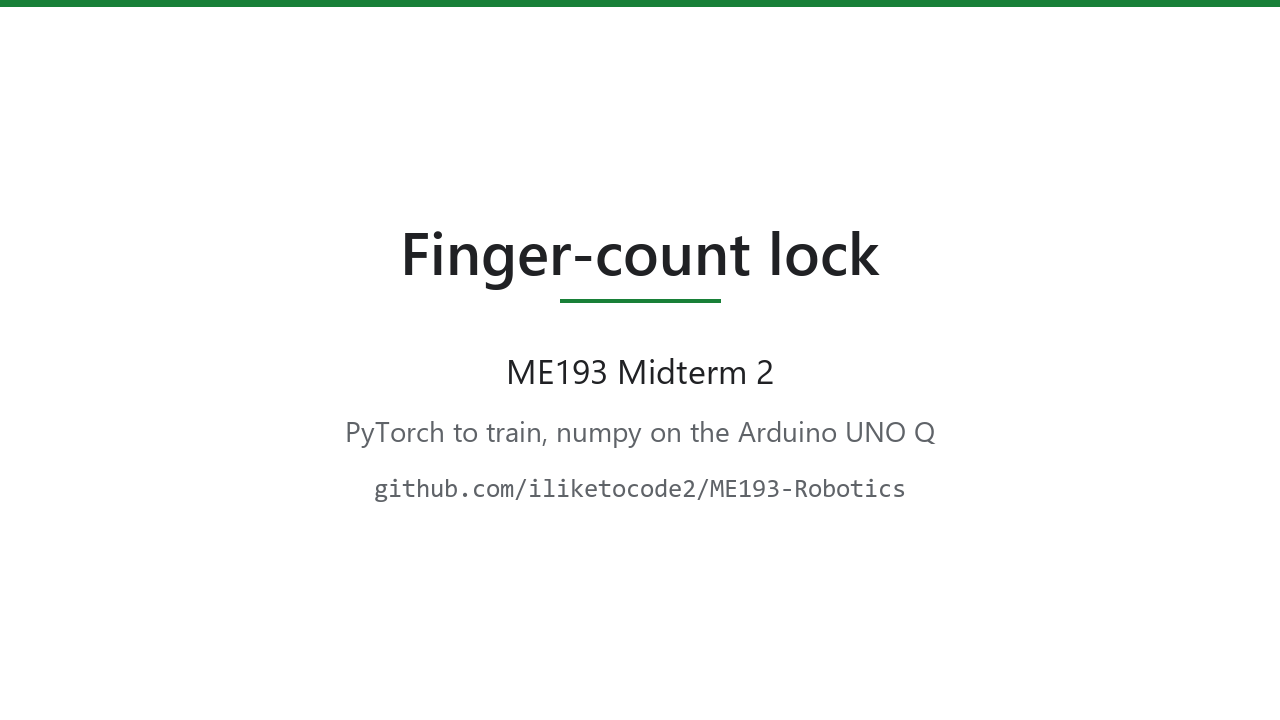 Finger-count lock
ME193 Midterm 2
PyTorch to train, numpy on the Arduino UNO Q
github.com/iliketocode2/ME193-Robotics